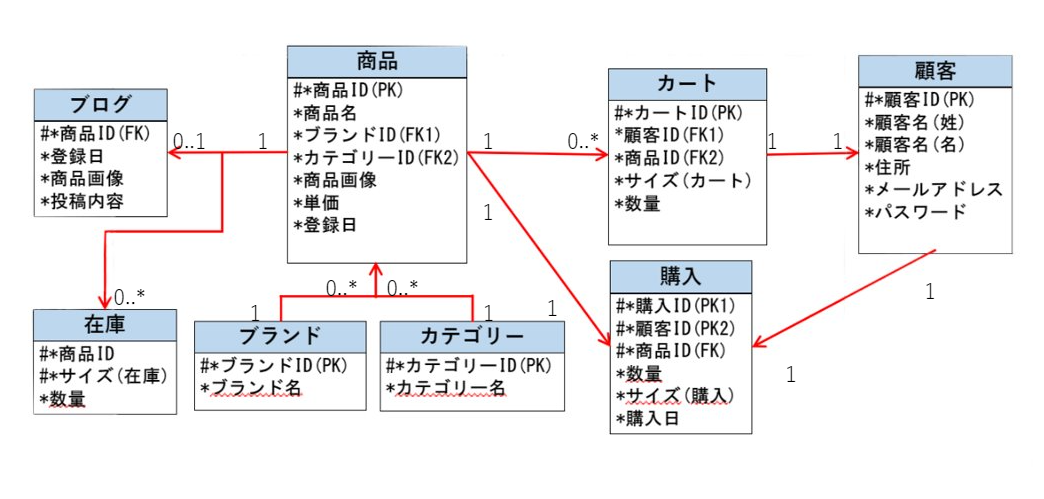 ブログ
#*商品ID(FK)
*登録日
*商品画像
*投稿内容
0..1
1
商品
#*商品ID(PK)
*商品名
*ブランドID(FK1)
*カテゴリーID(FK2)
*商品画像
*単価
*登録日
1
0..*
1
カート
#*カートID(PK)
*顧客ID(FK1)
*商品ID(FK2)
*サイズ(カート)
*数量
1
1
顧客
#*顧客ID(PK)
*顧客名(姓)
*顧客名(名)
*住所
*メールアドレス
*パスワード
0..*
在庫
#*商品ID
#*サイズ(在庫)
*数量
0..*
0..*
1
1
ブランド
#*ブランドID(PK)
*ブランド名
カテゴリー
#*カテゴリーID(PK)
*カテゴリー名
1
購入
#*購入ID(PK1)
#*顧客ID(PK2)
#*商品ID(FK)
*数量
*サイズ(購入)
*購入日
1
1